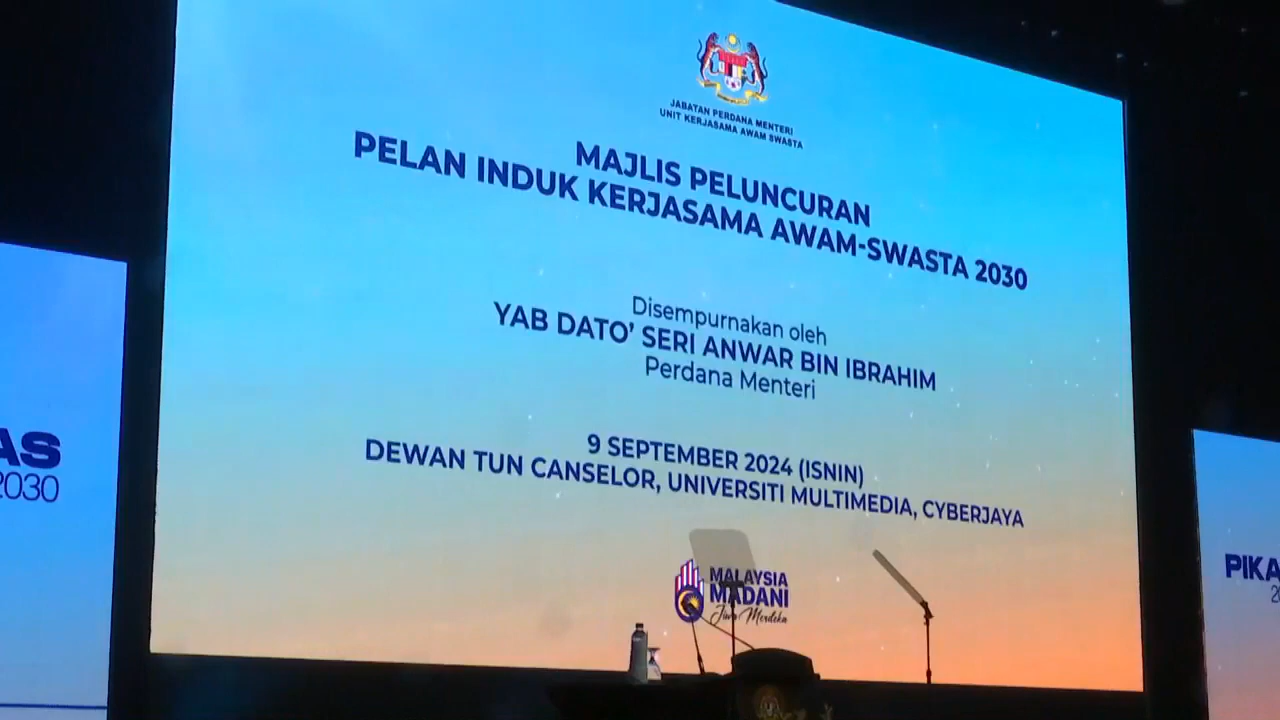 JABATAN PERDANA MENTERI
UNIT KERJASAMA AWAM SWASTA
MAJLIS PELUNCURAN
PELAN INDUK KERJASAMA AWAM-SWASTA 2030
Disempurnakan oleh
YAB DATO' SERI ANWAR BIN IBRAHIM
Perdana Menteri
9 SEPTEMBER 2024 (ISNIN)
DEWAN TUN CANSELOR, UNIVERSITI MULTIMEDIA, CYBERJAYA
MALAYSIA
MADANI
Jiwa Merdeka
AS
2030
PIKA